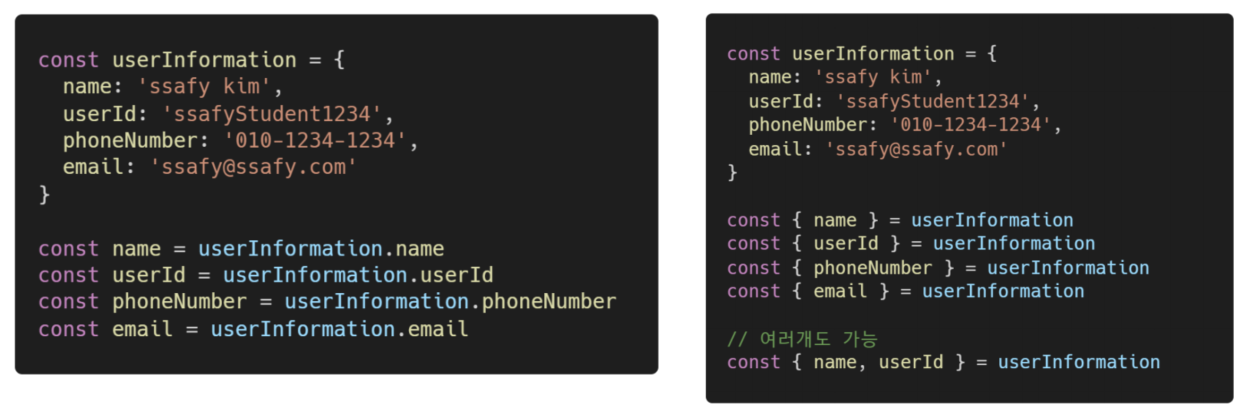 const userInformation = {
  name: 'ssafy kim',
  userId: 'ssafyStudent1234',
  phoneNumber: '010-1234-1234',
  email: 'ssafy@ssafy.com'
}
const name = userInformation.name
const userId = userInformation.userId
const phoneNumber = userInformation.phoneNumber
const email = userInformation.email
const userInformation = {
  name: 'ssafy kim',
  userId: 'ssafyStudent1234',
  phoneNumber: '010-1234-1234',
  email: 'ssafy@ssafy.com'
}
const { name } = userInformation
const { userId } = userInformation
const { phoneNumber } = userInformation
const { email } = userInformation
// 여러개도 가능
const { name, userId } = userInformation